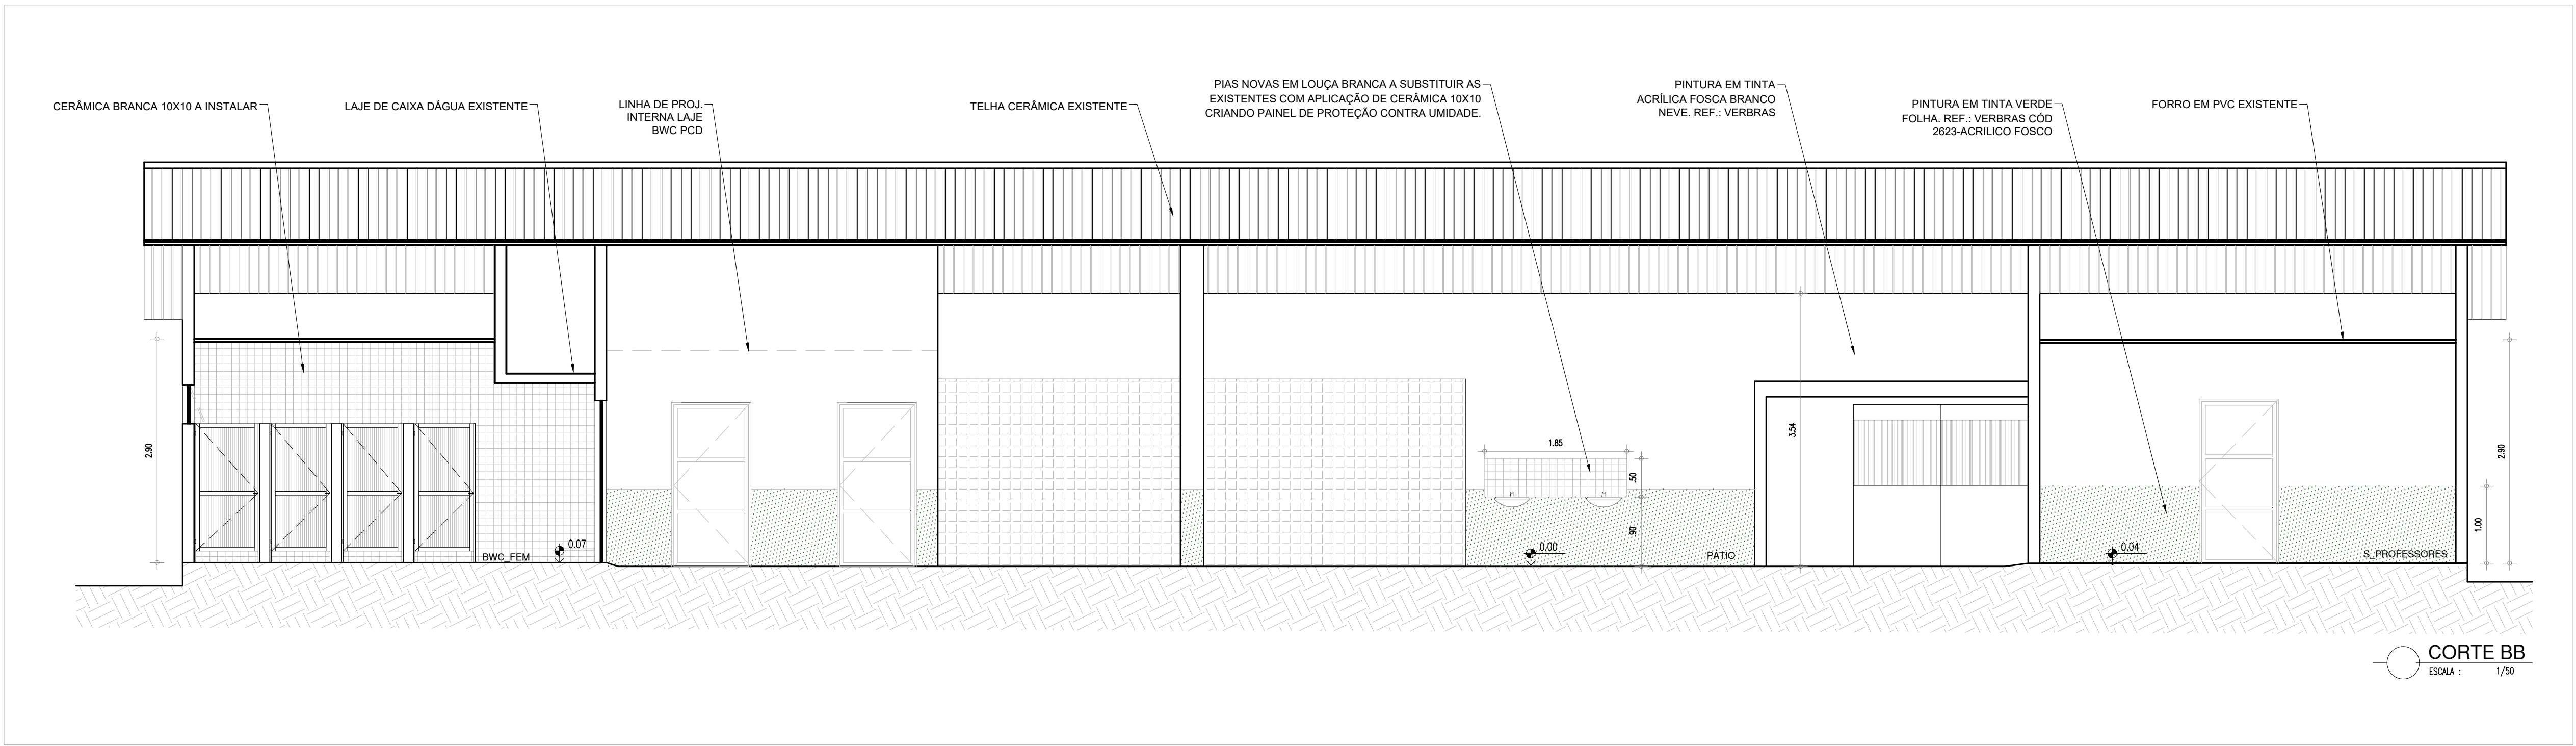 CERÂMICA BRANCA 10X10 A INSTALAR
LAJE DE CAIXA DÁGUA EXISTENTE
LINHA DE PROJ.
INTERNA LAJE
BWC PCD
TELHA CERÂMICA EXISTENTE
PIAS NOVAS EM LOUÇA BRANCA A SUBSTITUIR AS
EXISTENTES COM APLICAÇÃO DE CERÂMICA 10X10
CRIANDO PAINEL DE PROTEÇÃO CONTRA UMIDADE.
PINTURA EM TINTA
ACRÍLICA FOSCA BRANCO
NEVE. REF.: VERBRAS
PINTURA EM TINTA VERDE
FOLHA. REF.: VERBRAS CÓD
2623-ACRILICO FOSCO
FORRO EM PVC EXISTENTE
2.90
BWC_FEM
0.07
1.85
.50
.90
0.00
PÁTIO
3.54
0.04
S_PROFESSORES
1.00
2.90
CORTE BB
ESCALA : 1/50